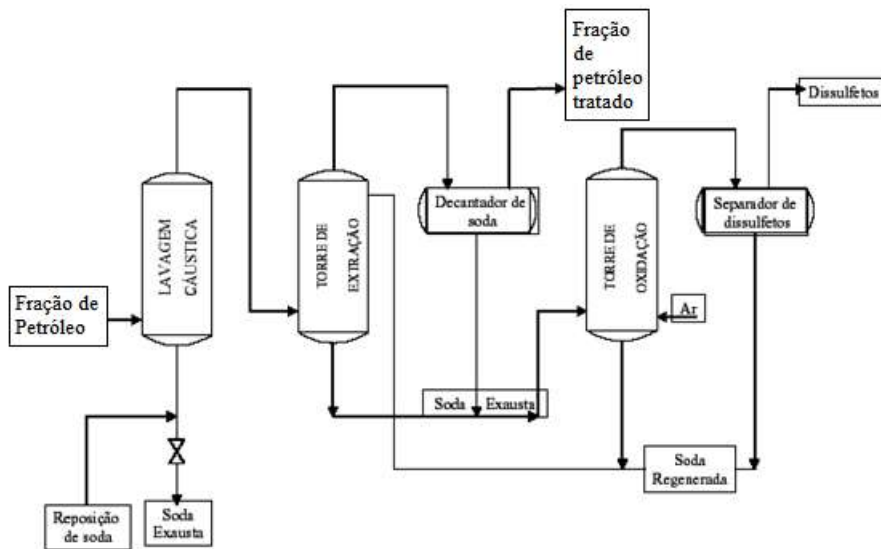 Fração
de
petróleo
tratado
Dissulfetos
LAVAGEM
CÁUSTICA
TORRE DE
EXTRAÇÃO
Decantador de
soda
TORRE DE
OXIDAÇÃO
Separador de
dissulfetos
Fração de
Petróleo
Ar
Soda Exausta
Reposição
de soda
Soda
Exausta
Soda
Regenerada